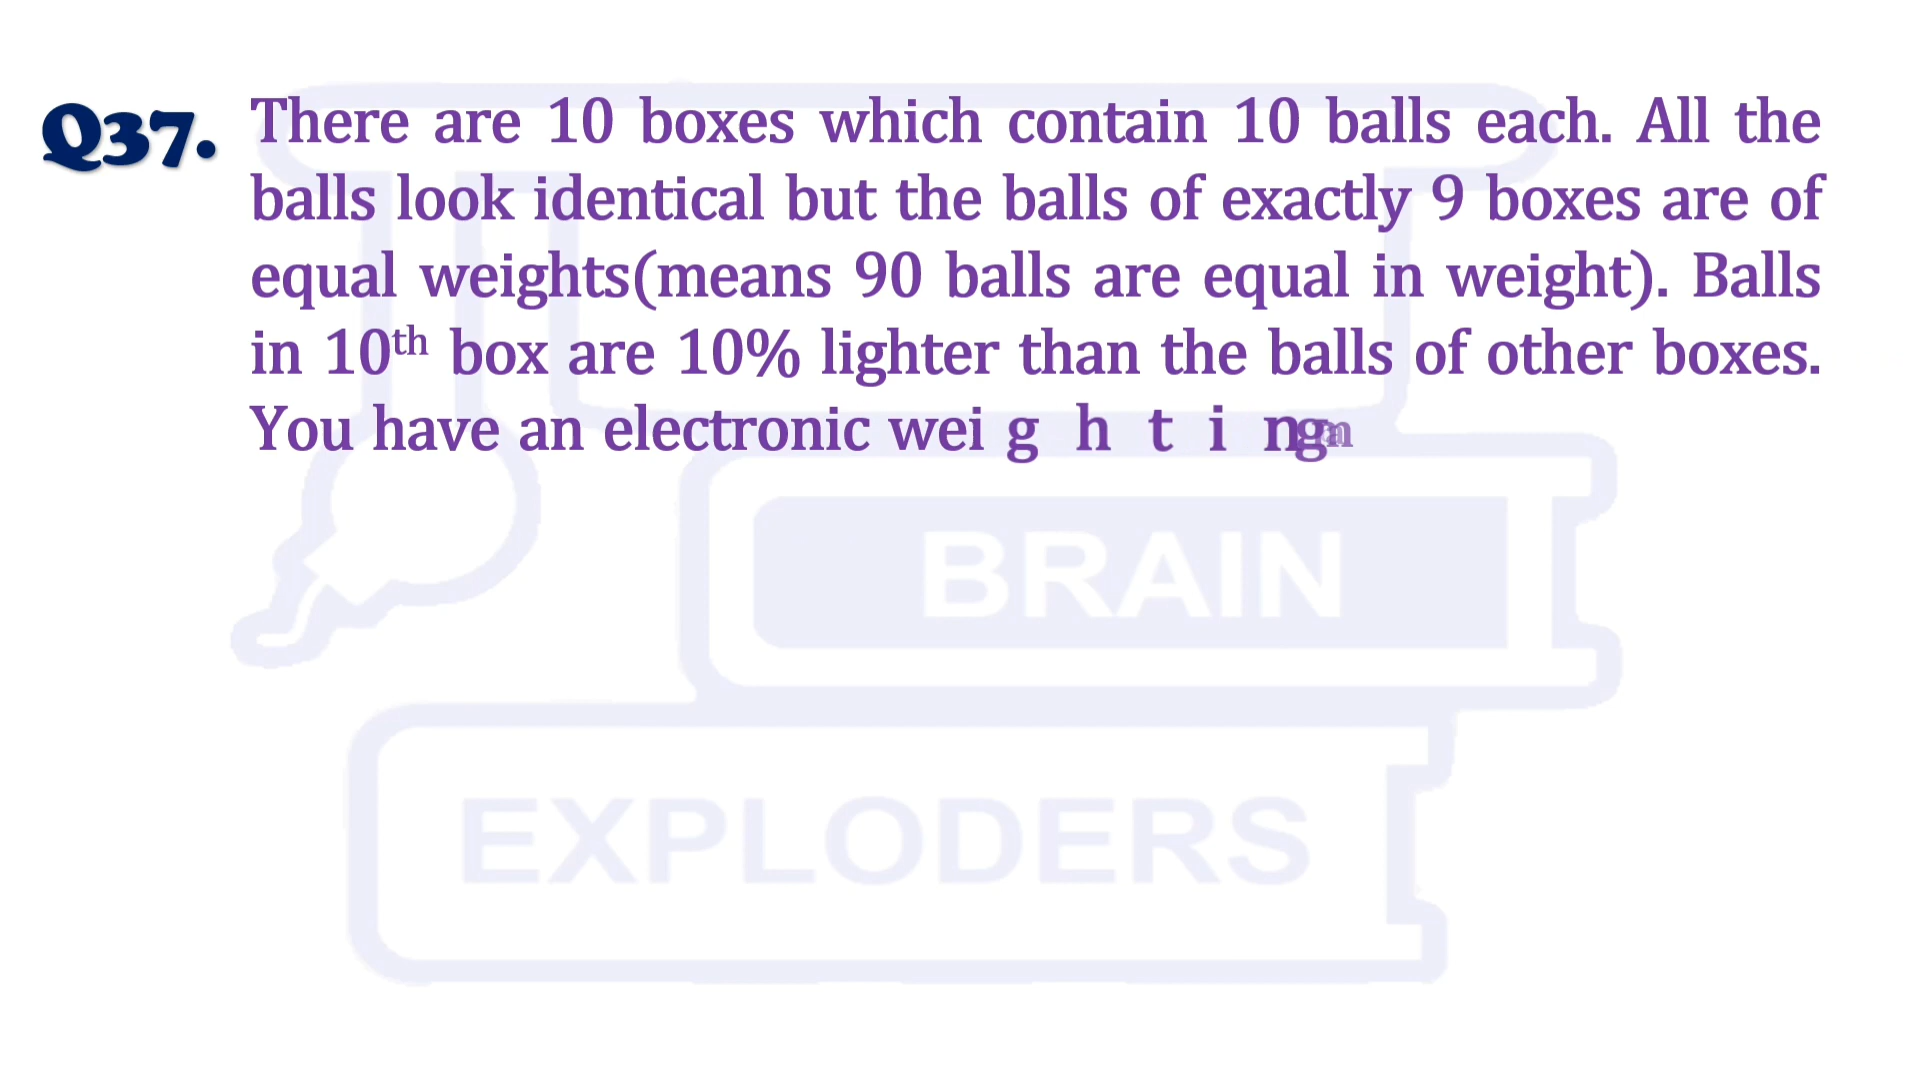 Q37. There are 10 boxes which contain 10 balls each. All the
balls look identical but the balls of exactly 9 boxes are of
equal weights(means 90 balls are equal in weight). Balls
in 10th box are 10% lighter than the balls of other boxes.
You have an electronic weighting
BRAIN
EXPLODERS